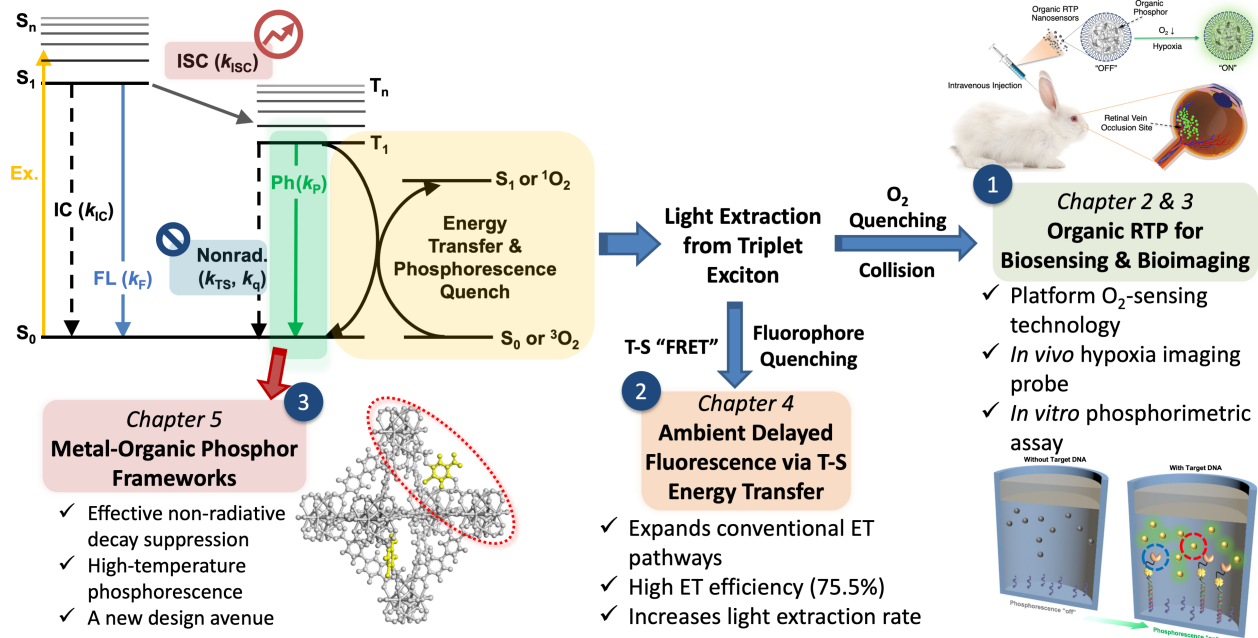 Sn
S1
ISC (kISC)
Tn
T1
Ex.
IC (kIC)
FL (kF)
Nonrad.
(kTS, kq)
Ph(kP)
S1 or 1O2
Energy
Transfer &
Phosphorescence
Quench
S0
S0 or 3O2
Light Extraction
from Triplet
Exciton
O2
Quenching
Collision
T-S “FRET”
Fluorophore
Quenching
Organic RTP
Nanosensors
Organic
Phosphor
O2 ↓
Hypoxia
“OFF”
“ON”
Intravenous Injection
Retinal Vein
Occlusion Site
1
Chapter 2 & 3
Organic RTP for
Biosensing & Bioimaging
✓ Platform O2-sensing
technology
✓ In vivo hypoxia imaging
probe
✓ In vitro phosphorimetric
assay
Without Target DNA
With Target DNA
Phosphorescence "off"
2
Chapter 4
Ambient Delayed
Fluorescence via T-S
Energy Transfer
✓ Expands conventional ET
pathways
✓ High ET efficiency (75.5%)
✓ Increases light extraction rate
3
Chapter 5
Metal-Organic Phosphor
Frameworks
✓ Effective non-radiative
decay suppression
✓ High-temperature
phosphorescence
✓ A new design avenue